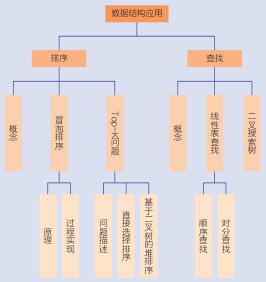 数据结构应用
排序
查找
概念
冒泡排序
Top-K问题
概念
线性表查找
二叉搜索树
原理
过程实现
问题描述
直接选择排序
基于二叉树的堆排序
顺序查找
对分查找